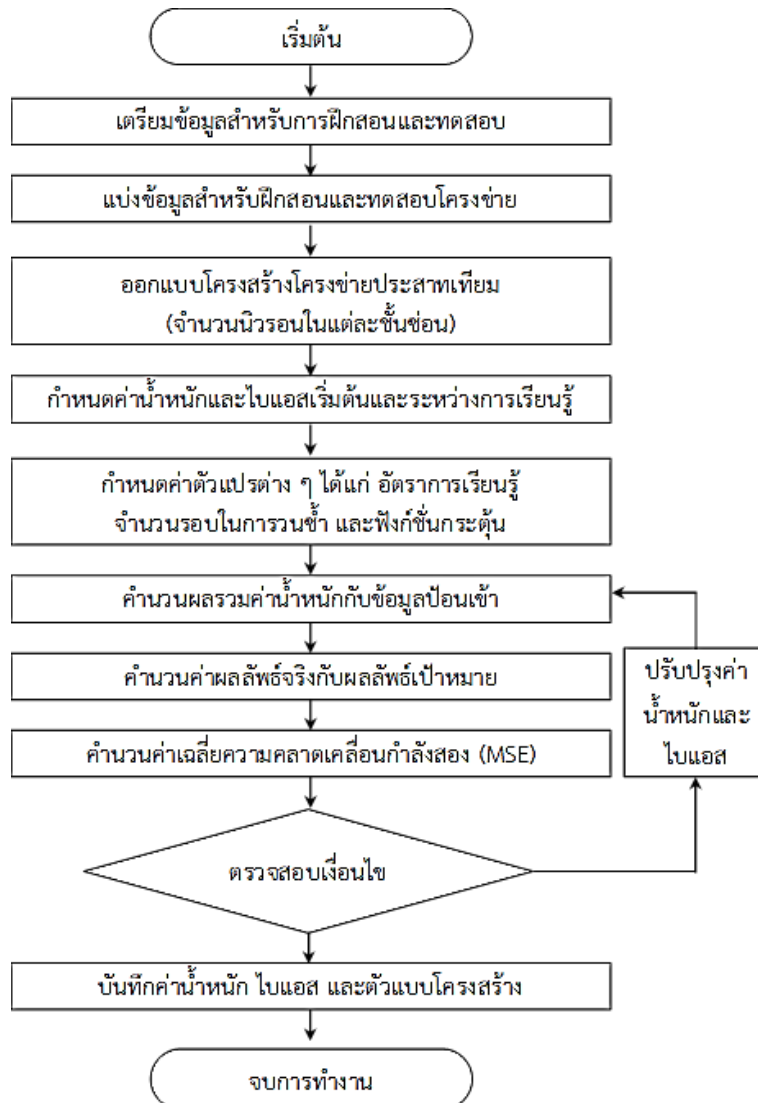 เริ่มต้น
เตรียมข้อมูลสำหรับการฝึกสอนและทดสอบ
แบ่งข้อมูลสำหรับฝึกสอนและทดสอบโครงข่าย
ออกแบบโครงสร้างโครงข่ายประสาทเทียม
(จำนวนนิวรอนในแต่ละชั้นซ่อน)
กำหนดค่าน้ำหนักและไบแอสเริ่มต้นและระหว่างการเรียนรู้
กำหนดค่าตัวแปรต่าง ๆ ได้แก่ อัตราการเรียนรู้
จำนวนรอบในการวนซ้ำ และฟังก์ชั่นกระตุ้น
คำนวนผลรวมค่าน้ำหนักกับข้อมูลป้อนเข้า
คำนวนค่าผลลัพธ์จริงกับผลลัพธ์เป้าหมาย
คำนวนค่าเฉลี่ยความคลาดเคลื่อนกำลังสอง (MSE)
ปรับปรุงค่า
น้ำหนักและ
ไบแอส
ตรวจสอบเงื่อนไข
บันทึกค่าน้ำหนัก ไบแอส และตัวแบบโครงสร้าง
จบการทำงาน